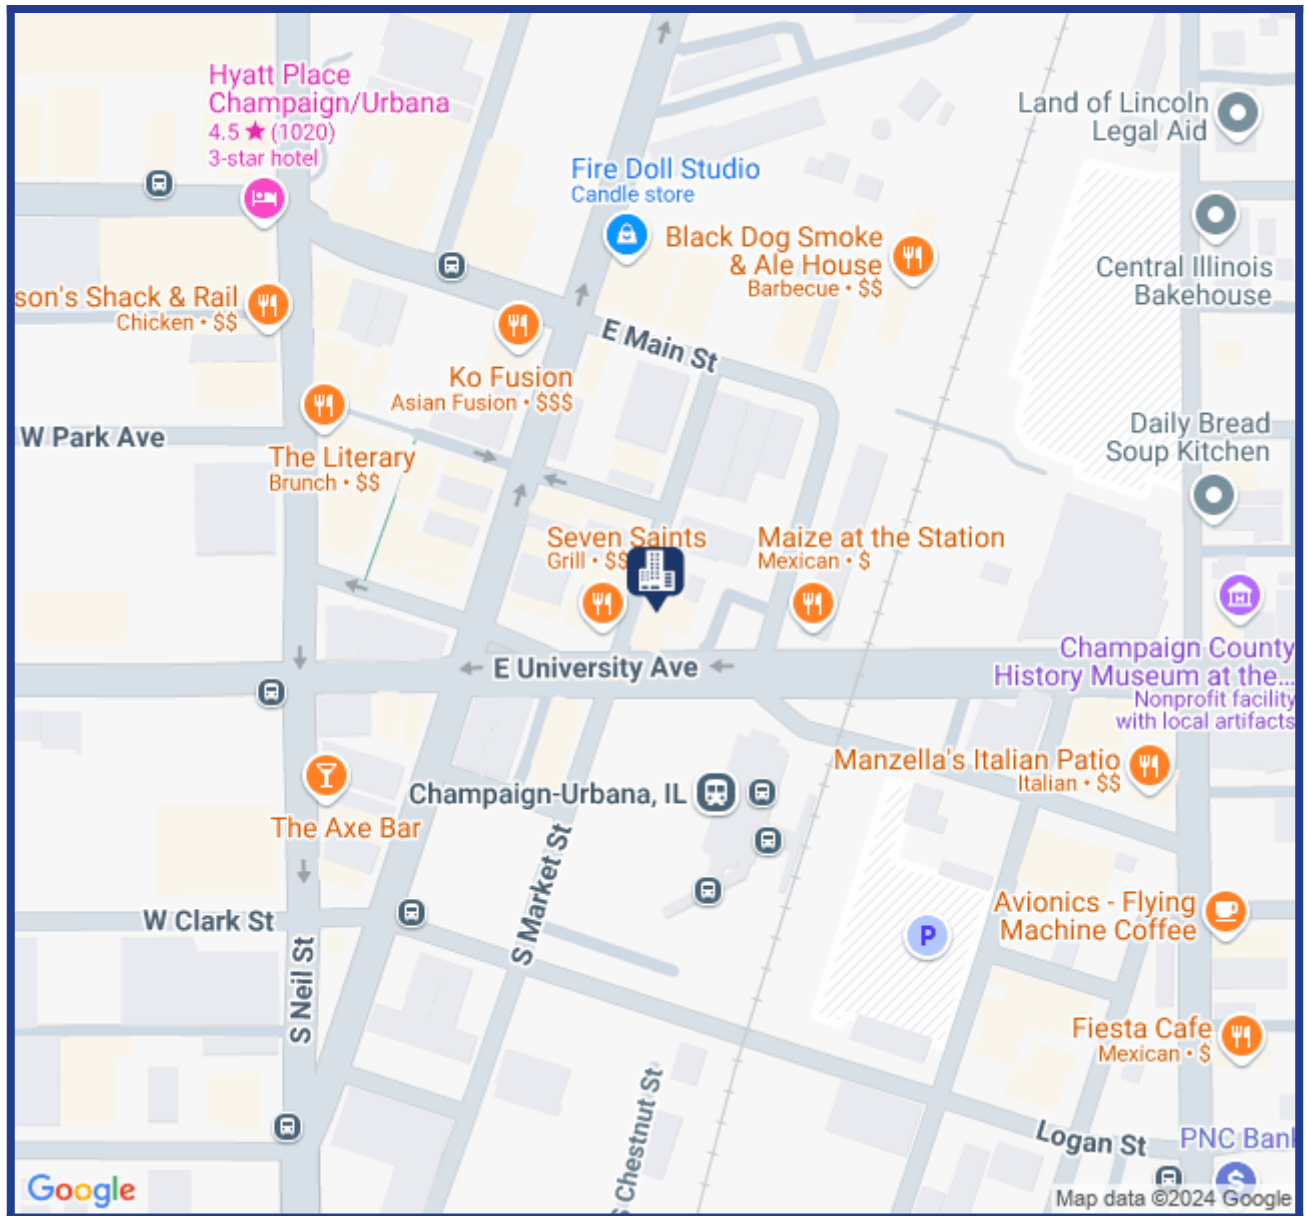 Hyatt Place
Champaign/Urbana
4.5 ★ (1020)
3-star hotel
Land of Lincoln
Legal Aid
Fire Doll Studio
Candle store
Black Dog Smoke
& Ale House
Barbecue • $$
Central Illinois
Bakehouse
son's Shack & Rail
Chicken • $$
E Main St
Ko Fusion
Asian Fusion • $$$
W Park Ave
The Literary
Brunch • $$
Daily Bread
Soup Kitchen
Seven Saints
Grill • $$
Maize at the Station
Mexican • $
E University Ave
Champaign County
History Museum at the...
Nonprofit facility
with local artifacts
Manzella's Italian Patio
Italian • $$
Champaign-Urbana, IL
The Axe Bar
S Market St
W Clark St
S Neil St
Avionics - Flying
Machine Coffee
P
Fiesta Cafe
Mexican • $
S Chestnut St
Logan St
PNC Bank
$
Google
Map data ©2024 Google